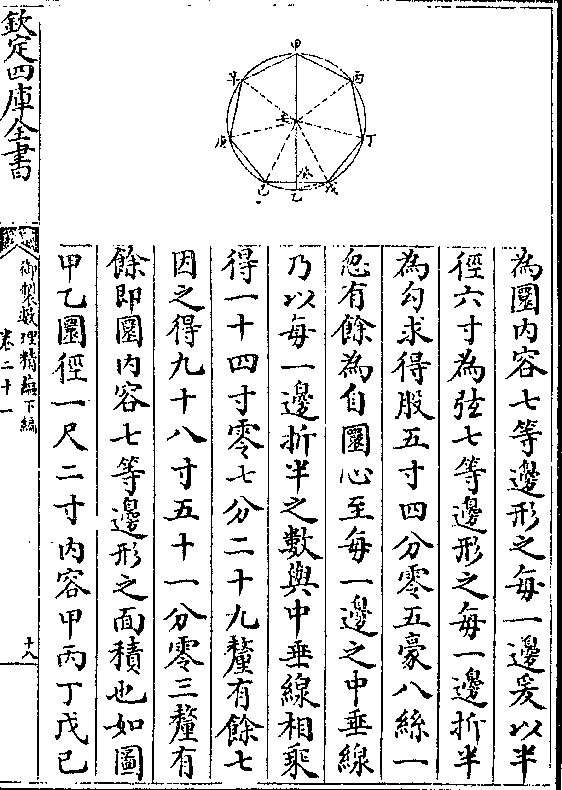 為圜内容七等邊形之每一邊爰以半
徑六寸為弦七等邊形之每一邊折半
為勾求得股五寸四分零五豪八絲一
忽有餘為自圜心至每一邊之中垂線
乃以每一邊折半之數與中垂線相乘
得一十四寸零七分二十九釐有餘七
因之得九十八寸五十一分零三釐有
餘即圜内容七等邊形之面積也如圖
甲乙圜徑一尺二寸内容甲丙丁戊己
欽定四庫全書
御製數理精蘊下編
卷二十一
十八
甲
丙
丁
戊
乙
己
庚
辛
壬
癸